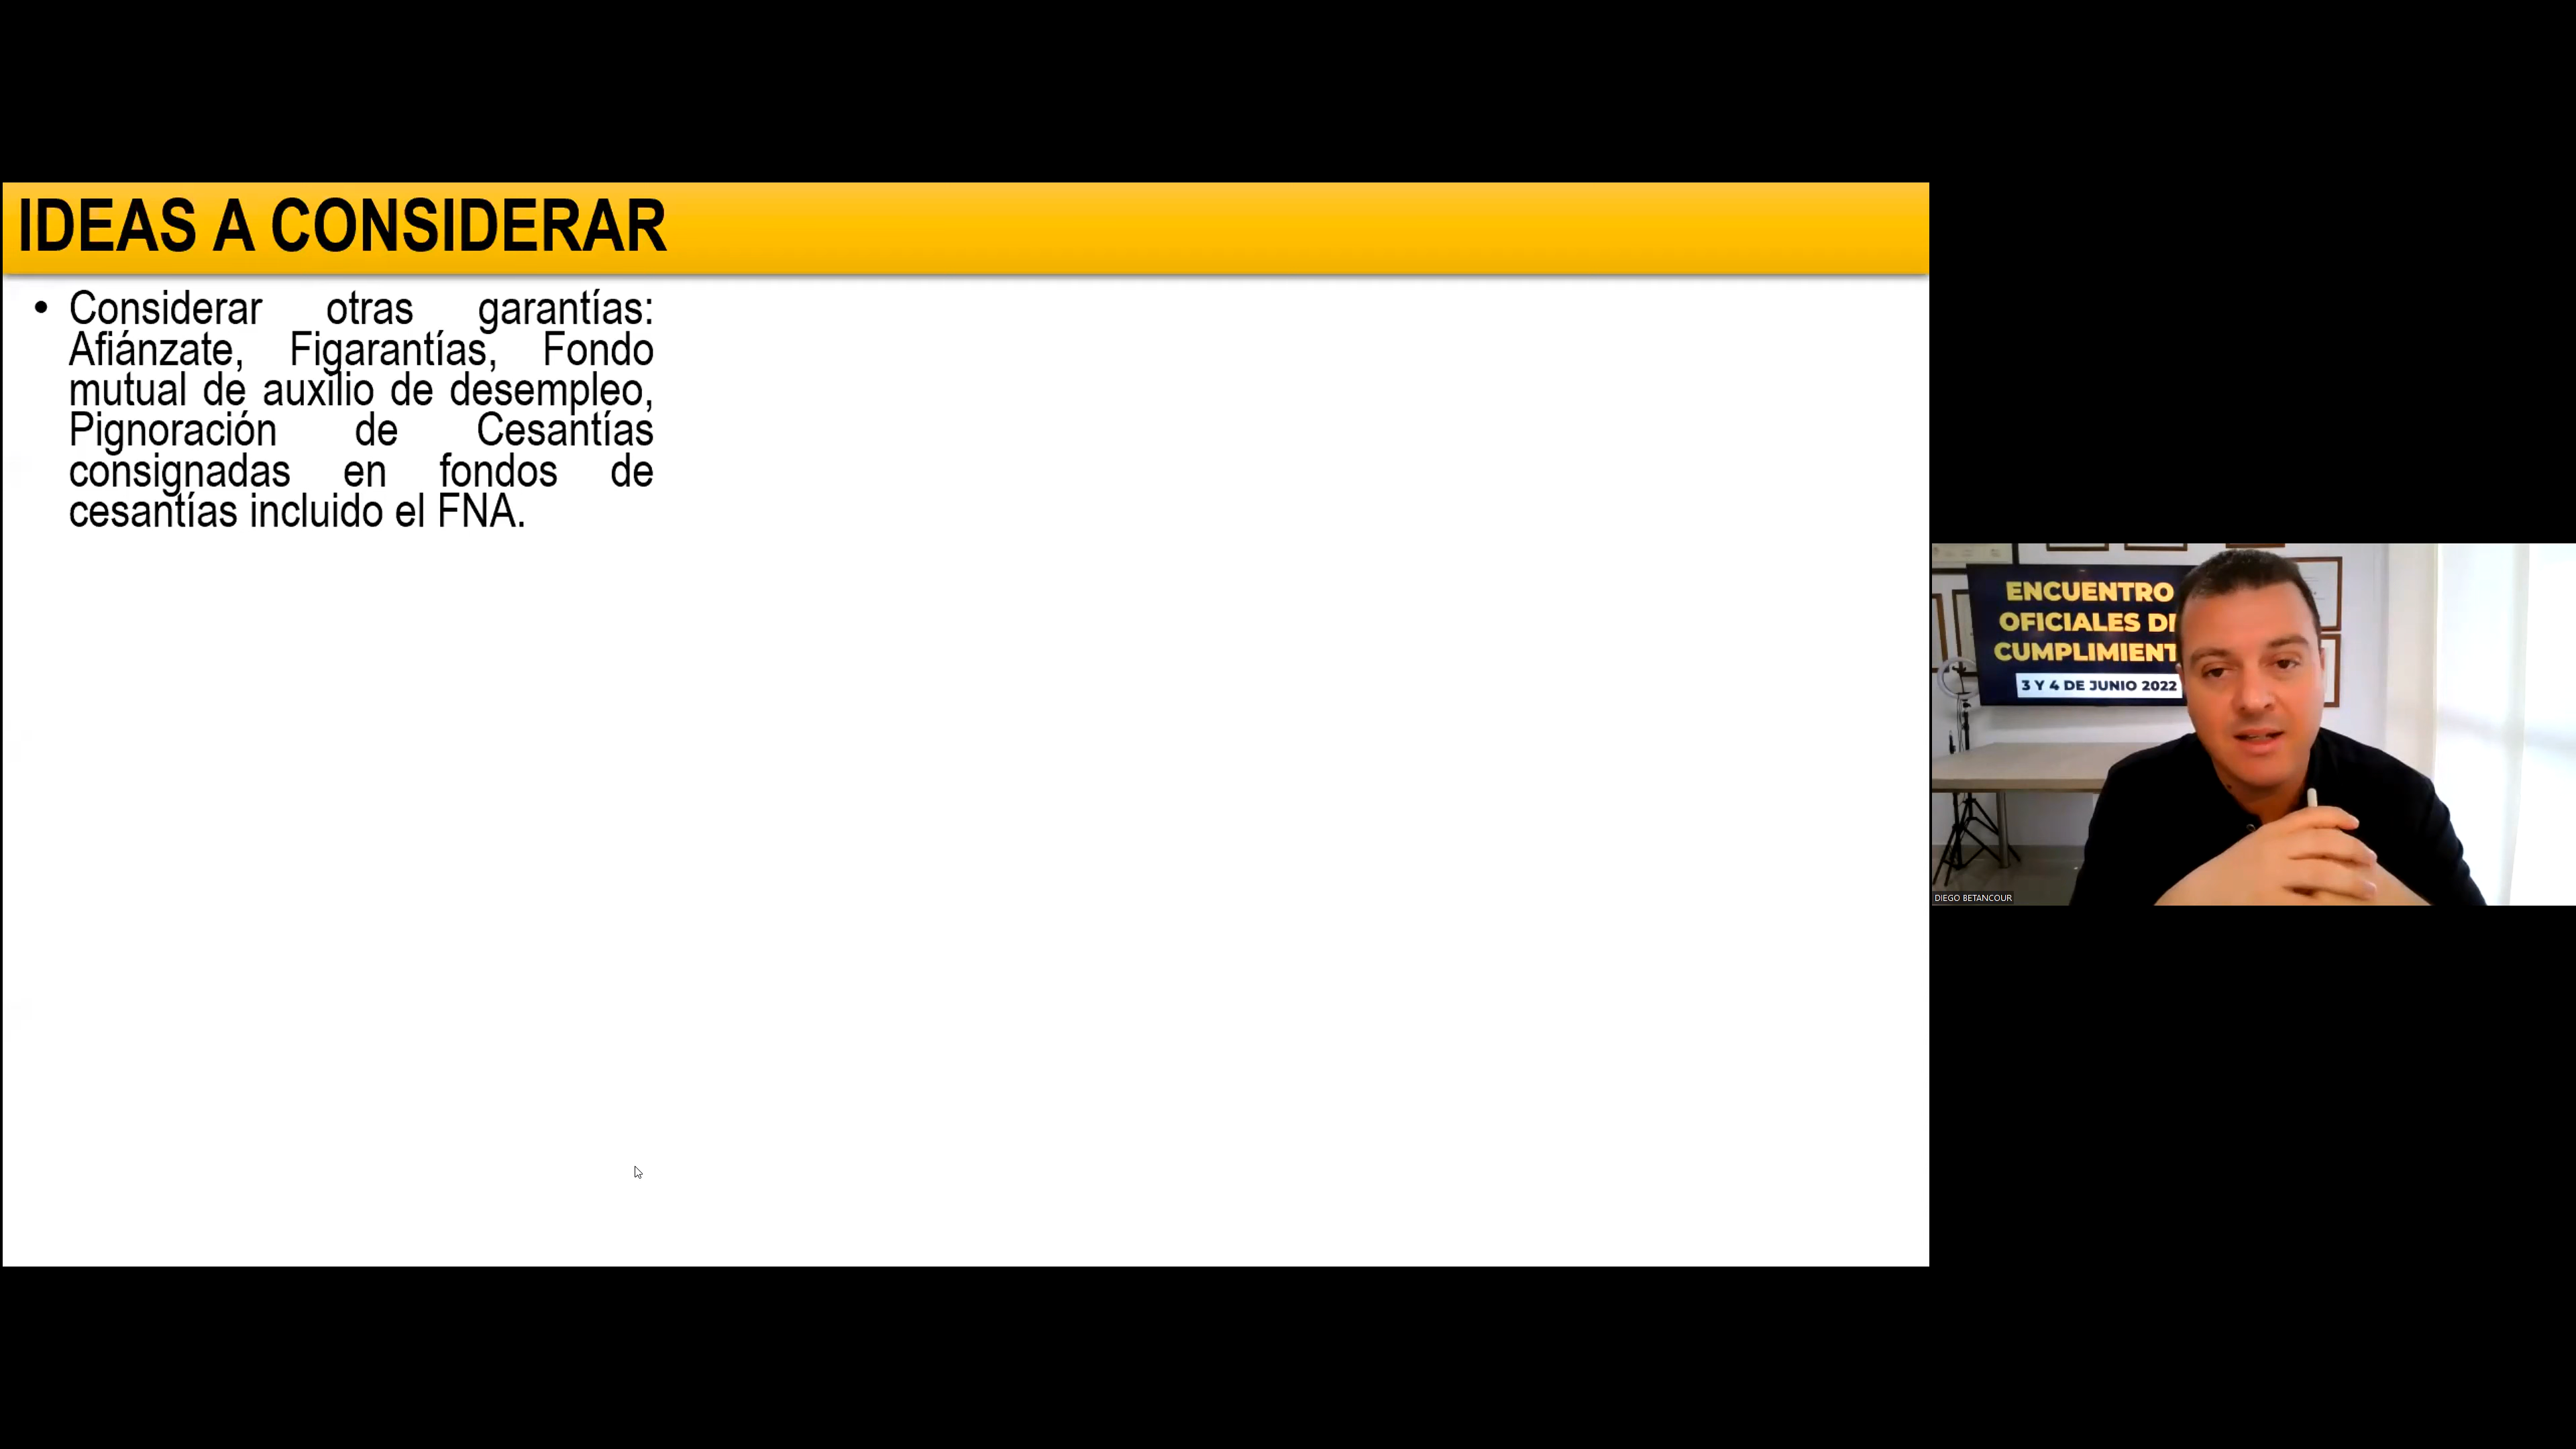 IDEAS A CONSIDERAR
• Considerar otras garantías:
Afiánzate, Figarantías, Fondo
mutual de auxilio de desempleo,
Pignoración de Cesantías
consignadas en fondos de
cesantías incluido el FNA.
ENCUENTRO
OFICIALES DE
CUMPLIMIENT
3 Y 4 DE JUNIO 2022
DIEGO BETANCOUR